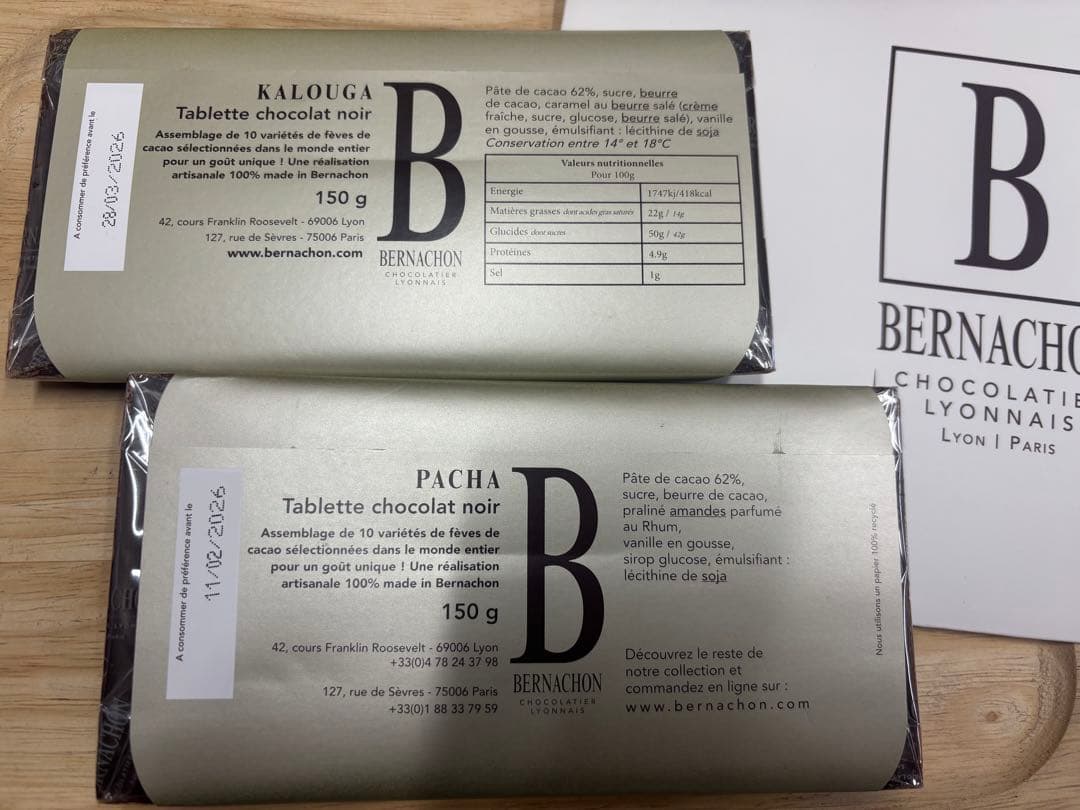 A consommer de préférence avant le
28/03/2026
KALOUGA
Tablette chocolat noir
Assemblage de 10 variétés de fèves de
cacao sélectionnées dans le monde entier
pour un goût unique ! Une réalisation
artisanale 100% made in Bernachon
150 g
42, cours Franklin Roosevelt - 69006 Lyon
127, rue de Sèvres - 75006 Paris
www.bernachon.com
B
BERNACHON
CHOCOLATIER
LYONNAIS
Pâte de cacao 62%, sucre, beurre
de cacao, caramel au beurre salé (crème
fraîche, sucre, glucose, beurre salé), vanille
en gousse, émulsifiant : lécithine de soja
Conservation entre 14° et 18°C
Valeurs nutritionnelles
Pour 100g
Energie 1747kj/418kcal
Matières grasses dont acides gras saturés 22g / 14g
Glucides dont sucres 50g / 42g
Protéines 4.9g
Sel 1g
B
BERNACHO
CHOCOLATIE
LYONNAIS
LYON | PARIS
A consommer de préférence avant le
11/02/2026
PACHA
Tablette chocolat noir
Assemblage de 10 variétés de fèves de
cacao sélectionnées dans le monde entier
pour un goût unique ! Une réalisation
artisanale 100% made in Bernachon
150 g
42, cours Franklin Roosevelt - 69006 Lyon
+33(0)4 78 24 37 98
127, rue de Sèvres - 75006 Paris
+33(0)1 88 33 79 59
B
BERNACHON
CHOCOLATIER
LYONNAIS
Pâte de cacao 62%,
sucre, beurre de cacao,
praliné amandes parfumé
au Rhum,
vanille en gousse,
sirop glucose, émulsifiant :
lécithine de soja
Découvrez le reste de
notre collection et
commandez en ligne sur :
www.bernachon.com
Nous utilisons un papier 100% recyclé